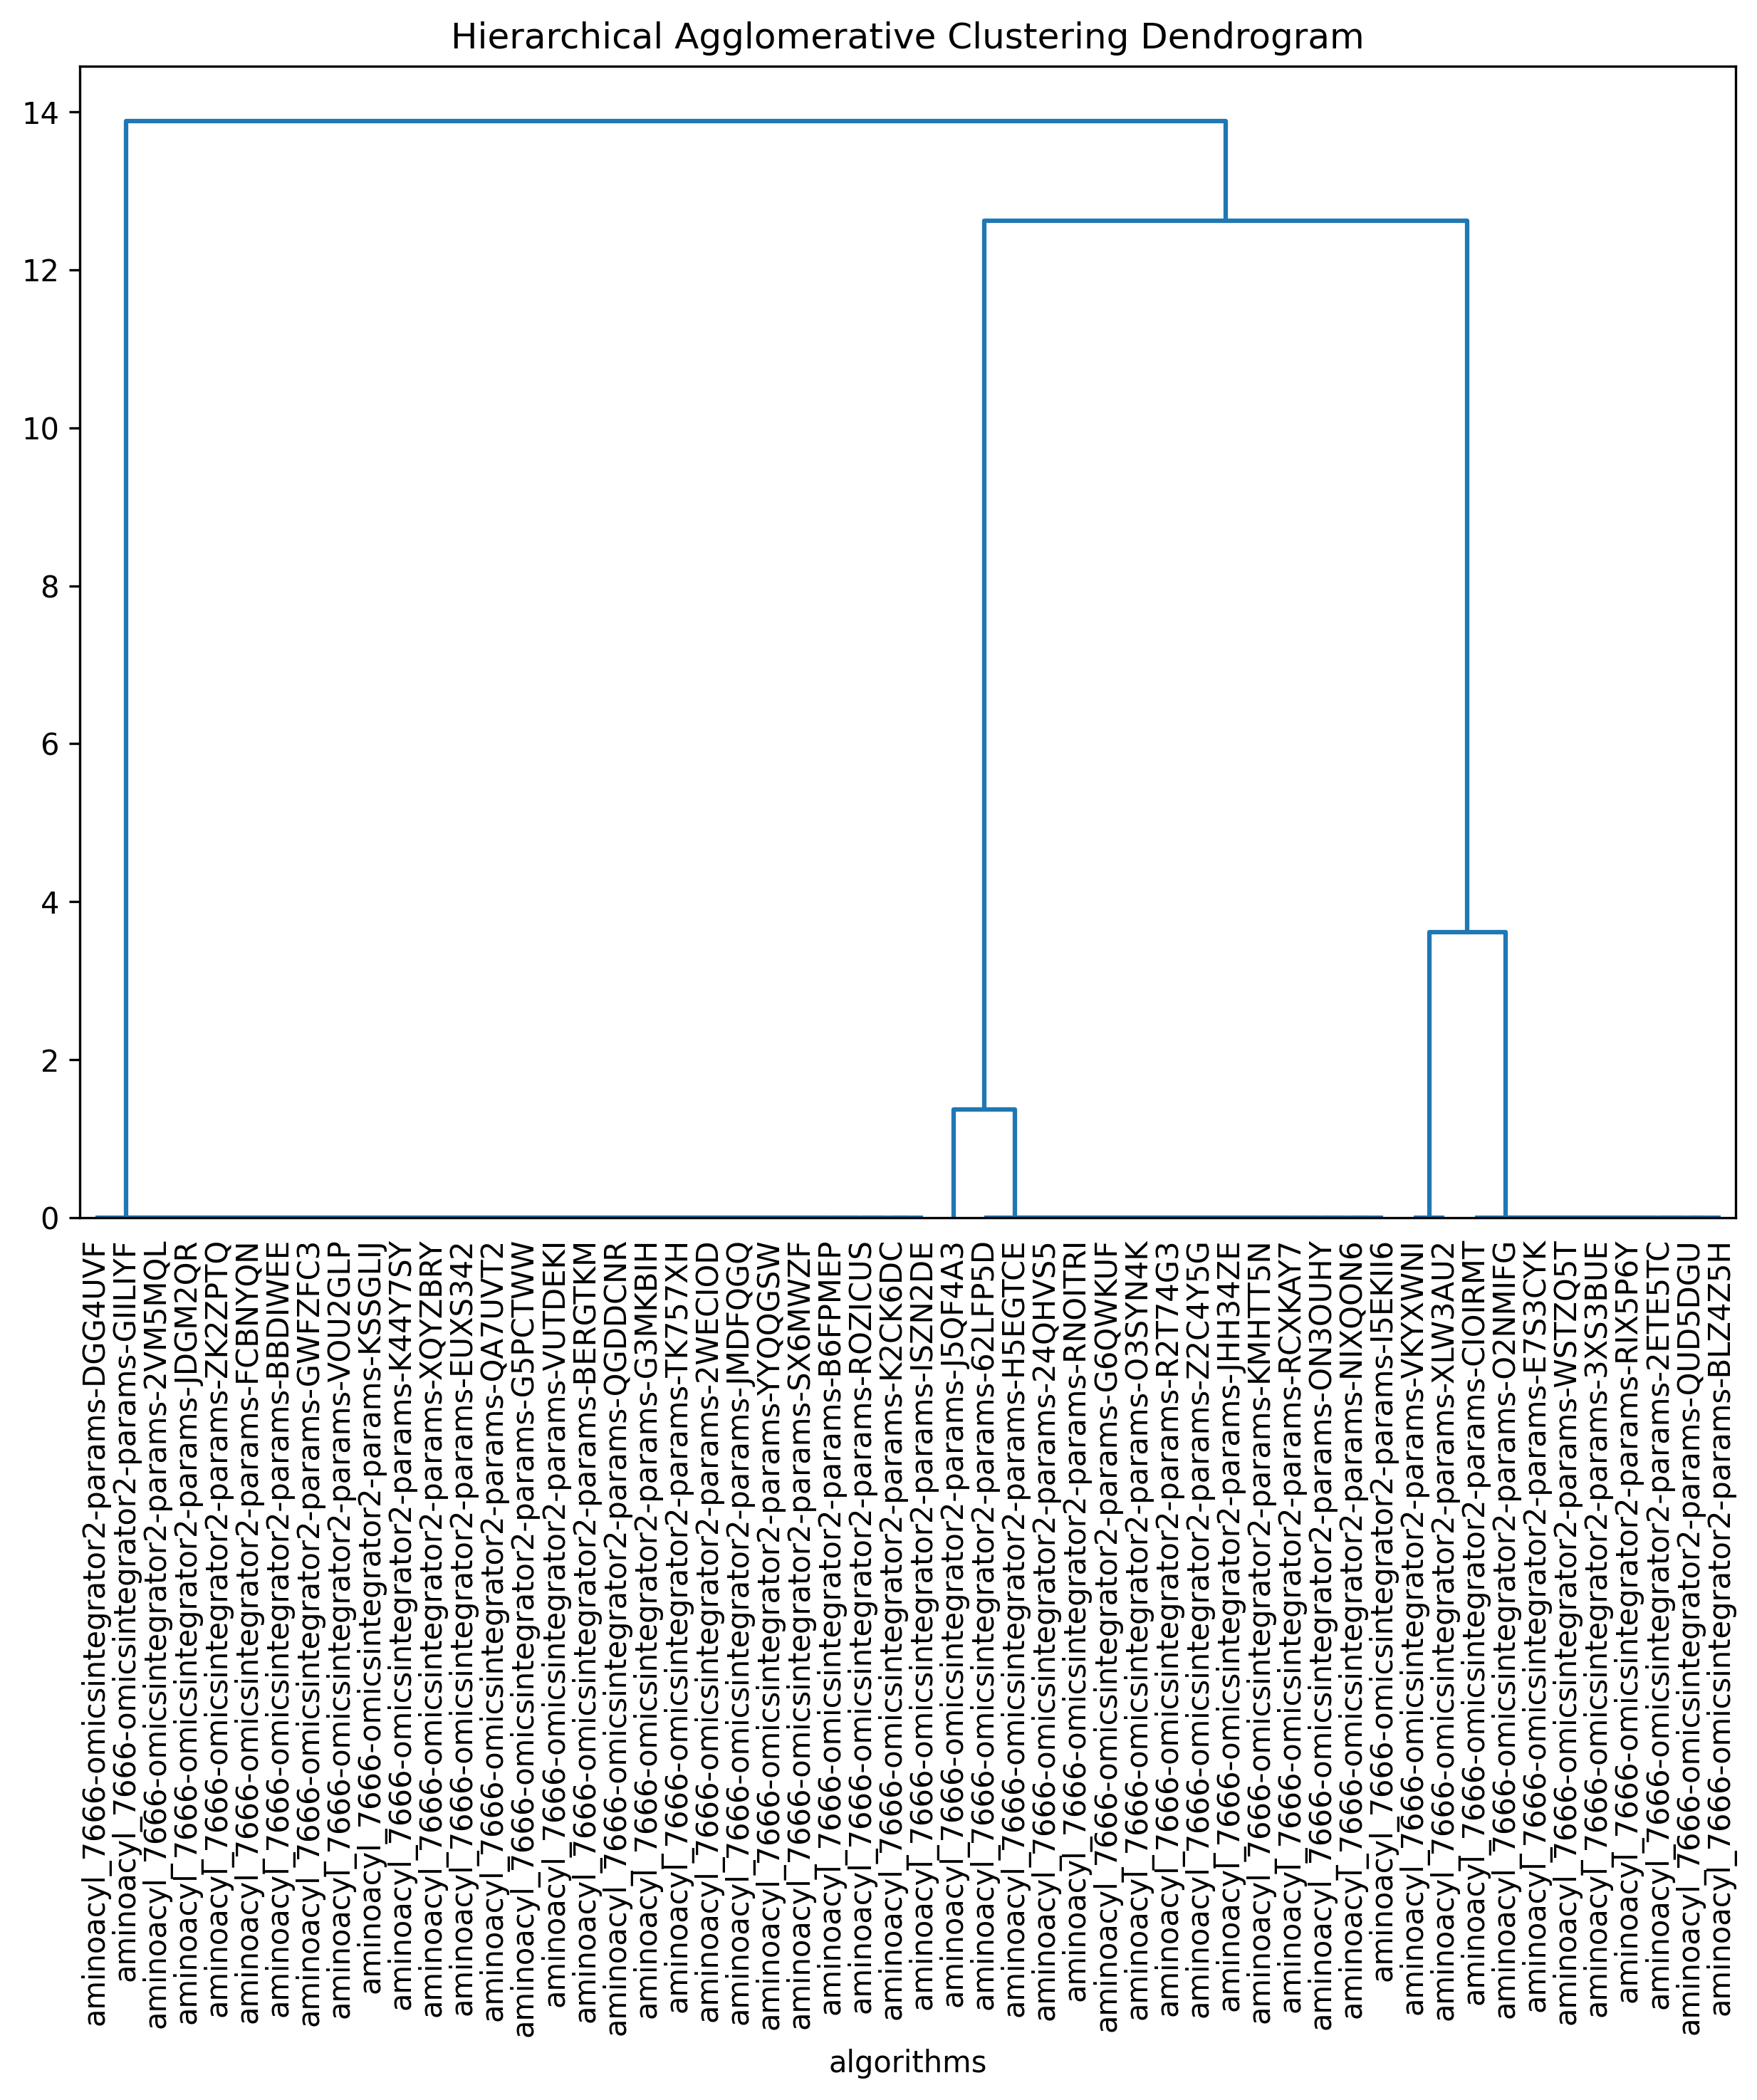 Hierarchical Agglomerative Clustering Dendrogram
14
12
10
8
6
4
2
0
aminoacyl_7666-omicsintegrator2-params-DGG4UVF
aminoacyl_7666-omicsintegrator2-params-GIILIYF
aminoacyl_7666-omicsintegrator2-params-2VM5MQL
aminoacyl_7666-omicsintegrator2-params-JDGM2QR
aminoacyl_7666-omicsintegrator2-params-ZK2ZPTQ
aminoacyl_7666-omicsintegrator2-params-FCBNYQN
aminoacyl_7666-omicsintegrator2-params-BBDIWEE
aminoacyl_7666-omicsintegrator2-params-GWFZFC3
aminoacyl_7666-omicsintegrator2-params-VOU2GLP
aminoacyl_7666-omicsintegrator2-params-KSSGLIJ
aminoacyl_7666-omicsintegrator2-params-K44Y7SY
aminoacyl_7666-omicsintegrator2-params-XQYZBRY
aminoacyl_7666-omicsintegrator2-params-EUXS342
aminoacyl_7666-omicsintegrator2-params-QA7UVT2
aminoacyl_7666-omicsintegrator2-params-G5PCTWW
aminoacyl_7666-omicsintegrator2-params-VUTDEKI
aminoacyl_7666-omicsintegrator2-params-BERGTKM
aminoacyl_7666-omicsintegrator2-params-QGDDCNR
aminoacyl_7666-omicsintegrator2-params-G3MKBIH
aminoacyl_7666-omicsintegrator2-params-TK757XH
aminoacyl_7666-omicsintegrator2-params-2WECIOD
aminoacyl_7666-omicsintegrator2-params-JMDFQGQ
aminoacyl_7666-omicsintegrator2-params-YYQQGSW
aminoacyl_7666-omicsintegrator2-params-SX6MWZF
aminoacyl_7666-omicsintegrator2-params-B6FPMEP
aminoacyl_7666-omicsintegrator2-params-ROZICUS
aminoacyl_7666-omicsintegrator2-params-K2CK6DC
aminoacyl_7666-omicsintegrator2-params-ISZN2DE
aminoacyl_7666-omicsintegrator2-params-J5QF4A3
aminoacyl_7666-omicsintegrator2-params-62LFP5D
aminoacyl_7666-omicsintegrator2-params-H5EGTCE
aminoacyl_7666-omicsintegrator2-params-24QHVS5
aminoacyl_7666-omicsintegrator2-params-RNOITRI
aminoacyl_7666-omicsintegrator2-params-G6QWKUF
aminoacyl_7666-omicsintegrator2-params-O3SYN4K
aminoacyl_7666-omicsintegrator2-params-R2T74G3
aminoacyl_7666-omicsintegrator2-params-Z2C4Y5G
aminoacyl_7666-omicsintegrator2-params-JHH34ZE
aminoacyl_7666-omicsintegrator2-params-KMHTT5N
aminoacyl_7666-omicsintegrator2-params-RCXKAY7
aminoacyl_7666-omicsintegrator2-params-ON3OUHY
aminoacyl_7666-omicsintegrator2-params-NIXQON6
aminoacyl_7666-omicsintegrator2-params-I5EKII6
aminoacyl_7666-omicsintegrator2-params-VKYXWNI
aminoacyl_7666-omicsintegrator2-params-XLW3AU2
aminoacyl_7666-omicsintegrator2-params-CIOIRMT
aminoacyl_7666-omicsintegrator2-params-O2NMIFG
aminoacyl_7666-omicsintegrator2-params-E7S3CYK
aminoacyl_7666-omicsintegrator2-params-WSTZQ5T
aminoacyl_7666-omicsintegrator2-params-3XS3BUE
aminoacyl_7666-omicsintegrator2-params-RIX5P6Y
aminoacyl_7666-omicsintegrator2-params-2ETE5TC
aminoacyl_7666-omicsintegrator2-params-QUD5DGU
aminoacyl_7666-omicsintegrator2-params-BLZ4Z5H
algorithms